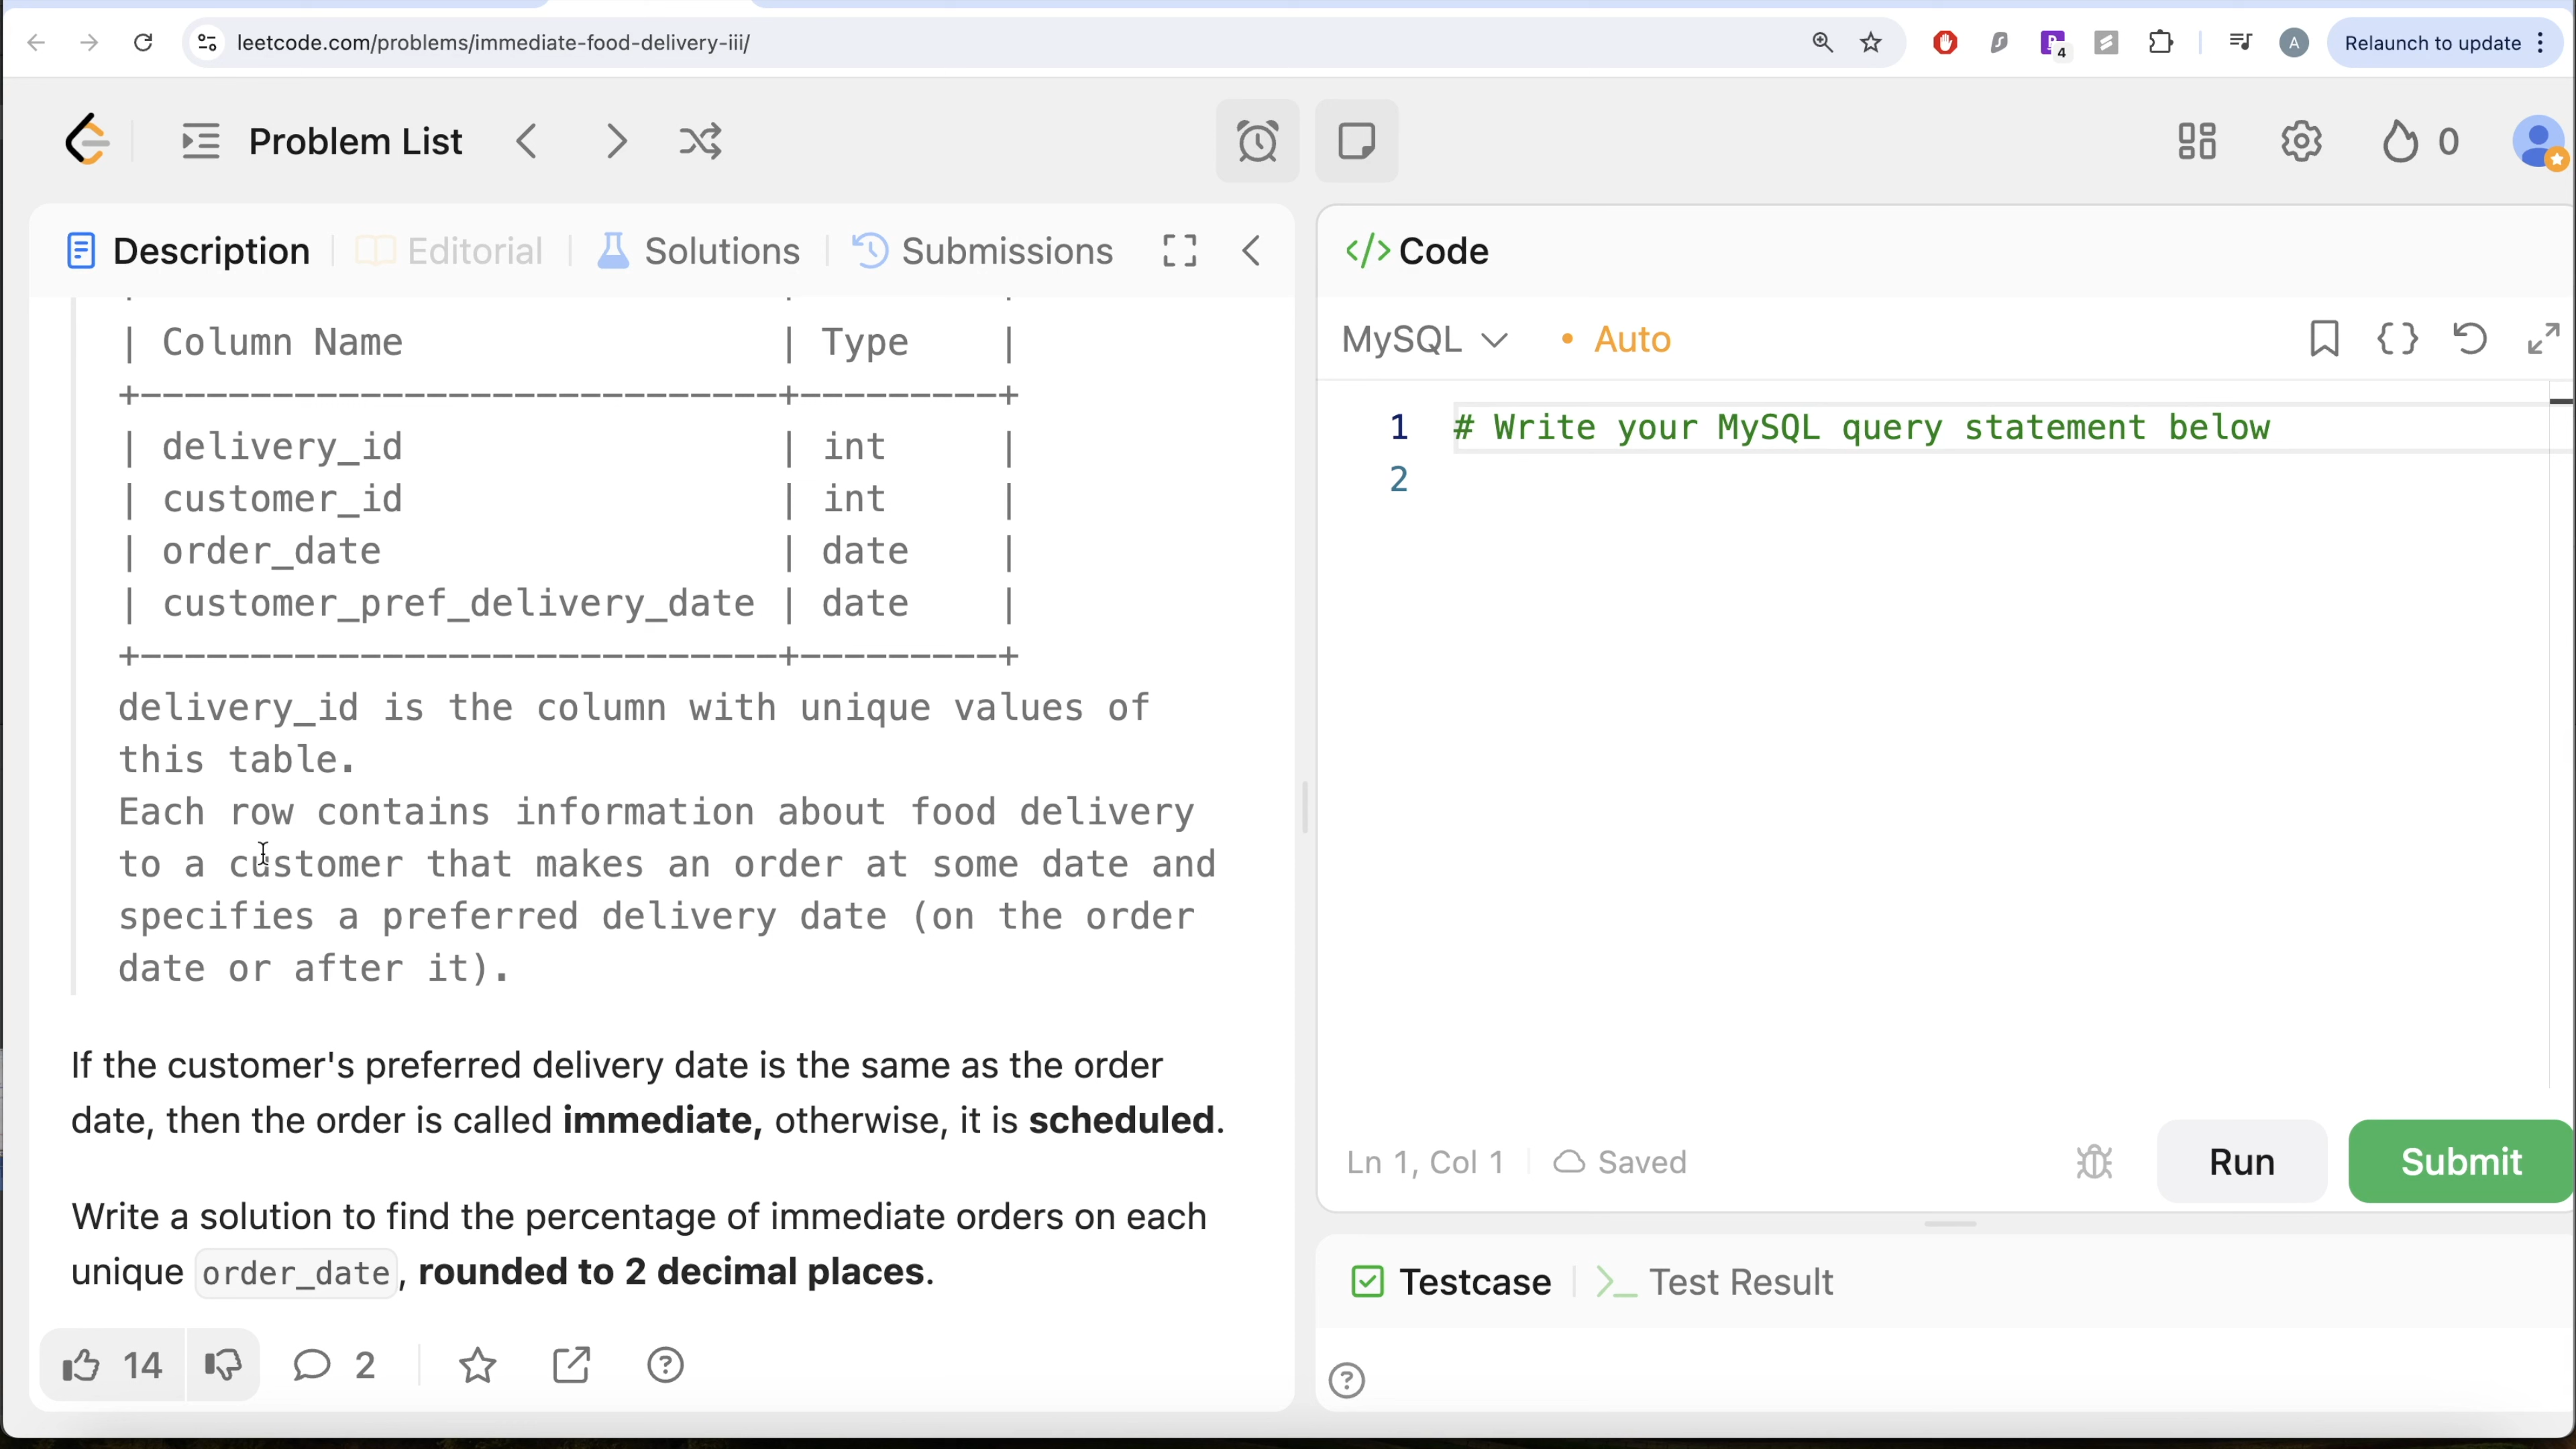 leetcode.com/problems/immediate-food-delivery-iii/
4
A
Relaunch to update
Problem List
0
Description
Editorial
Solutions
Submissions
| Column Name | Type |
+-----------------------------+---------+
| delivery_id | int |
| customer_id | int |
| order_date | date |
| customer_pref_delivery_date | date |
+-----------------------------+---------+
delivery_id is the column with unique values of
this table.
Each row contains information about food delivery
to a customer that makes an order at some date and
specifies a preferred delivery date (on the order
date or after it).
If the customer's preferred delivery date is the same as the order
date, then the order is called immediate, otherwise, it is scheduled.
Write a solution to find the percentage of immediate orders on each
unique order_date, rounded to 2 decimal places.
14
2
</> Code
MySQL
• Auto
1 # Write your MySQL query statement below
2
Ln 1, Col 1
Saved
Run
Submit
Testcase
>_ Test Result